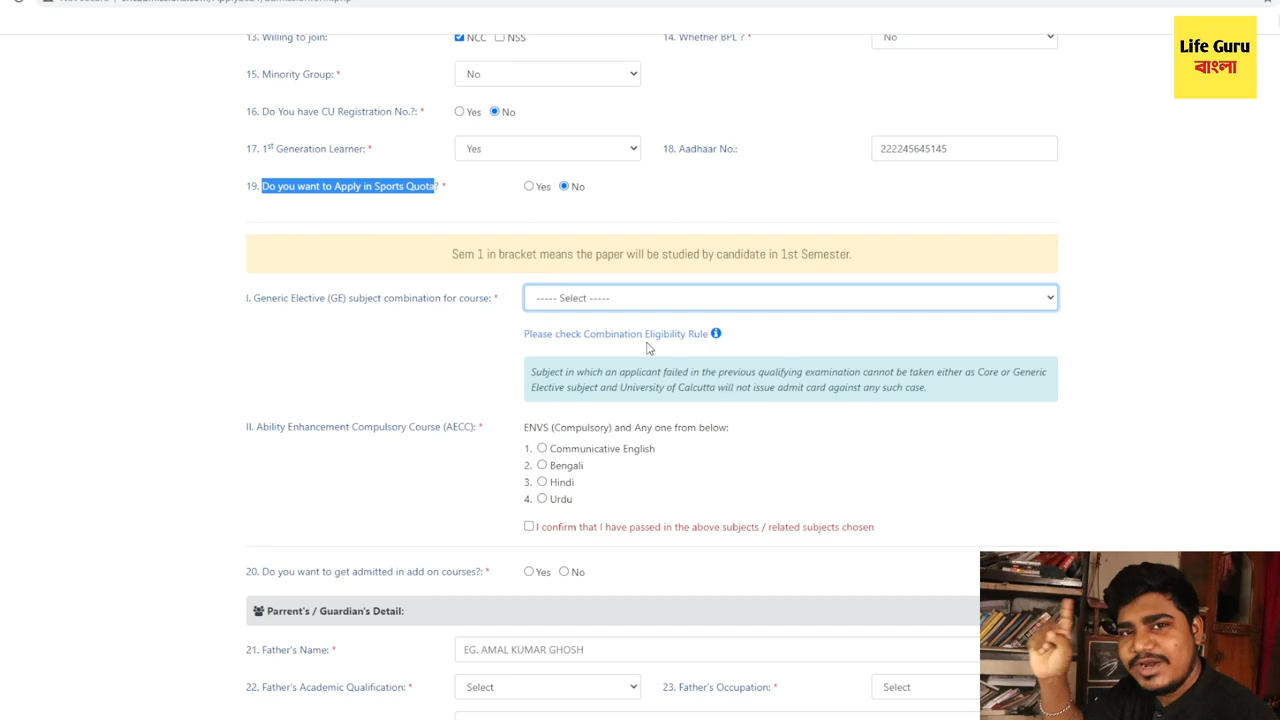 13. Willing to join:
NCC
NSS
14. Whether BPL ? *
No
15. Minority Group: *
No
16. Do You have CU Registration No.?: *
Yes
No
17. 1st Generation Learner: *
Yes
18. Aadhaar No.:
222245645145
19. Do you want to Apply in Sports Quota? *
Yes
No
Sem 1 in bracket means the paper will be studied by candidate in 1st Semester.
I. Generic Elective (GE) subject combination for course: *
----- Select -----
Please check Combination Eligibility Rule
Subject in which an applicant failed in the previous qualifying examination cannot be taken either as Core or Generic
Elective subject and University of Calcutta will not issue admit card against any such case.
II. Ability Enhancement Compulsory Course (AECC): *
ENVS (Compulsory) and Any one from below:
1. Communicative English
2. Bengali
3. Hindi
4. Urdu
I confirm that I have passed in the above subjects / related subjects chosen
20. Do you want to get admitted in add on courses?: *
Yes
No
Parrent's / Guardian's Detail:
21. Father's Name: *
EG. AMAL KUMAR GHOSH
22. Father's Academic Qualification: *
Select
23. Father's Occupation: *
Select
Life Guru
বাংলা